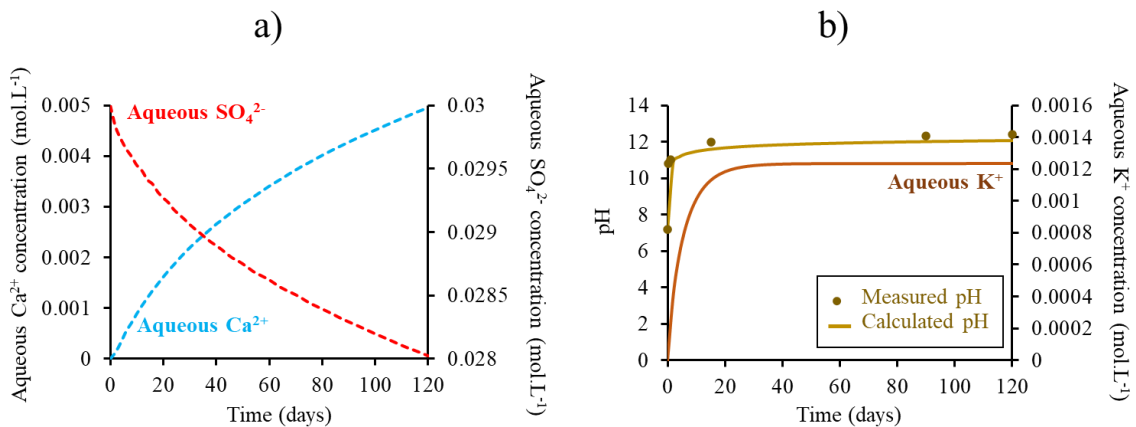 a)
Aqueous Ca²⁺ concentration (mol.L⁻¹)
0.005
0.004
0.003
0.002
0.001
0
Aqueous SO₄²⁻
Aqueous Ca²⁺
0.03
0.0295
0.029
0.0285
0.028
Aqueous SO₄²⁻ concentration (mol.L⁻¹)
0 20 40 60 80 100 120
Time (days)
b)
pH
14
12
10
8
6
4
2
0
Aqueous K⁺
Measured pH
Calculated pH
0.0016
0.0014
0.0012
0.001
0.0008
0.0006
0.0004
0.0002
0
Aqueous K⁺ concentration (mol.L⁻¹)
0 20 40 60 80 100 120
Time (days)